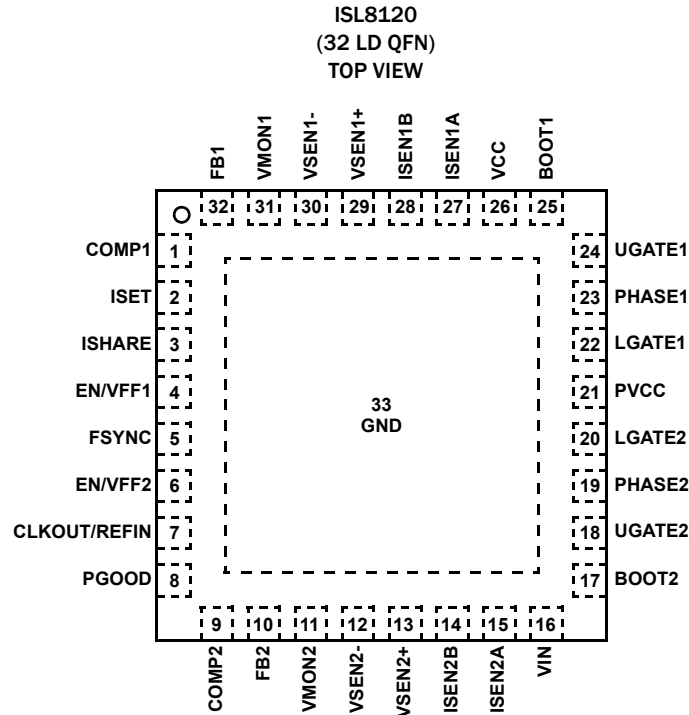 ISL8120
(32 LD QFN)
TOP VIEW
FB1
VMON1
VSEN1-
VSEN1+
ISEN1B
ISEN1A
VCC
BOOT1
32 31 30 29 28 27 26 25
COMP1 1
ISET 2
ISHARE 3
EN/VFF1 4
FSYNC 5
EN/VFF2 6
CLKOUT/REFIN 7
PGOOD 8
33
GND
24 UGATE1
23 PHASE1
22 LGATE1
21 PVCC
20 LGATE2
19 PHASE2
18 UGATE2
17 BOOT2
9 10 11 12 13 14 15 16
COMP2
FB2
VMON2
VSEN2-
VSEN2+
ISEN2B
ISEN2A
VIN